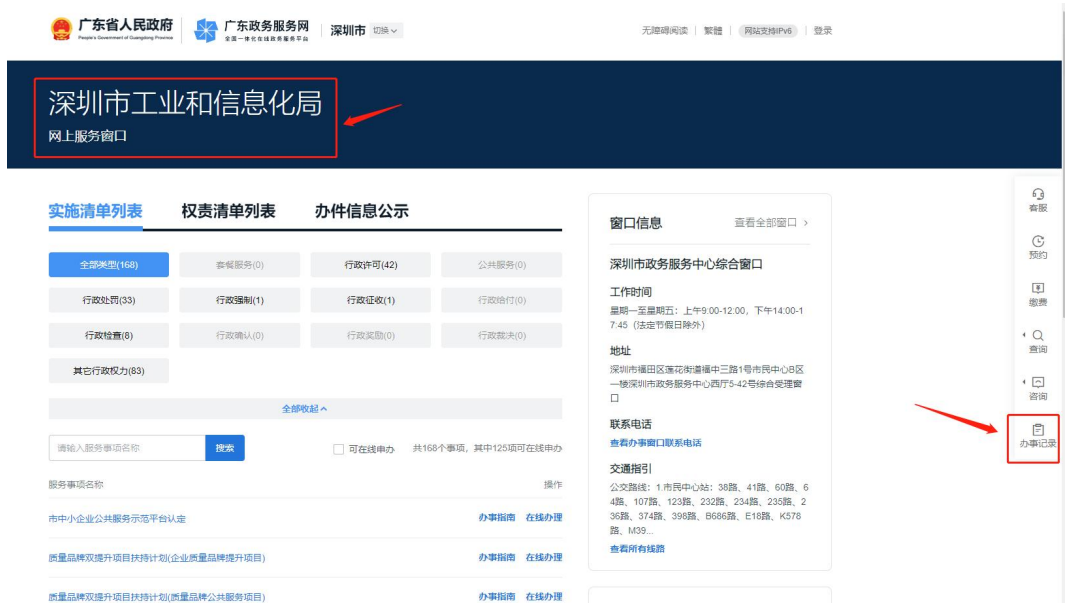 广东省人民政府
People's Government of Guangdong Province
广东政务服务网
全国一体化在线政务服务平台
深圳市 切换
无障碍阅读 | 繁體 | 网站支持IPv6 | 登录
深圳市工业和信息化局
网上服务窗口
实施清单列表 权责清单列表 办件信息公示
全部类型(168) 套餐服务(0) 行政许可(42) 公共服务(0)
行政处罚(33) 行政强制(1) 行政征收(1) 行政给付(0)
行政检查(8) 行政确认(0) 行政奖励(0) 行政裁决(0)
其它行政权力(83)
全部收起
请输入服务事项名称 搜索 可在线申办 共168个事项，其中125项可在线申办
服务事项名称 操作
市中小企业公共服务示范平台认定 办事指南 在线办理
质量品牌双提升项目扶持计划(企业质量品牌提升项目) 办事指南 在线办理
质量品牌双提升项目扶持计划(质量品牌公共服务项目) 办事指南 在线办理
窗口信息 查看全部窗口 >
深圳市政务服务中心综合窗口
工作时间
星期一至星期五：上午9:00-12:00，下午14:00-1
7:45（法定节假日除外）
地址
深圳市福田区莲花街道福中三路1号市民中心B区
一楼深圳市政务服务中心西厅5-42号综合受理窗
口
联系电话
查看办事窗口联系电话
交通指引
公交路线：1.市民中心站：38路、41路、60路、6
4路、107路、123路、232路、234路、235路、2
36路、374路、398路、B686路、E18路、K578
路、M39...
查看所有线路
客服
预约
缴费
查询
咨询
办事记录